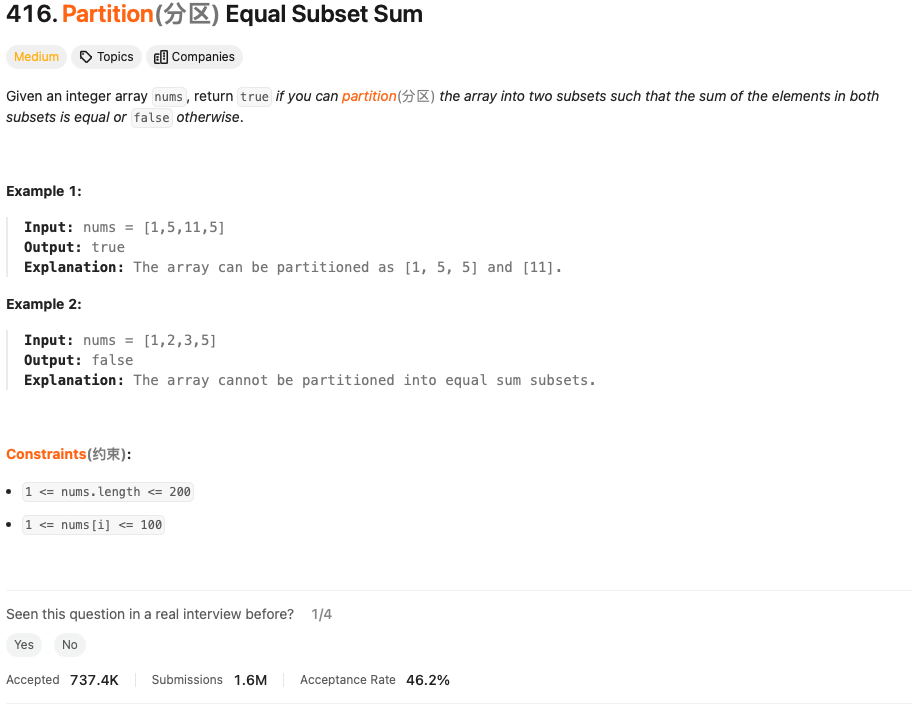 416. Partition(分区) Equal Subset Sum
Medium Topics Companies
Given an integer array nums, return true if you can partition(分区) the array into two subsets such that the sum of the elements in both
subsets is equal or false otherwise.
Example 1:
Input: nums = [1,5,11,5]
Output: true
Explanation: The array can be partitioned as [1, 5, 5] and [11].
Example 2:
Input: nums = [1,2,3,5]
Output: false
Explanation: The array cannot be partitioned into equal sum subsets.
Constraints(约束):
• 1 <= nums.length <= 200
• 1 <= nums[i] <= 100
Seen this question in a real interview before? 1/4
Yes No
Accepted 737.4K Submissions 1.6M Acceptance Rate 46.2%